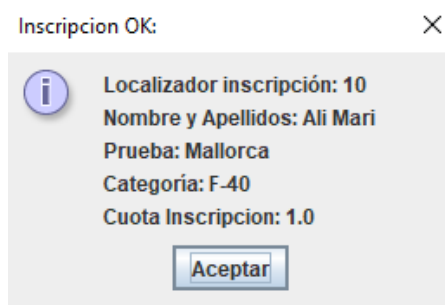 Inscripcion OK:
Localizador inscripción: 10
Nombre y Apellidos: Ali Mari
Prueba: Mallorca
Categoría: F-40
Cuota Inscripcion: 1.0
Aceptar